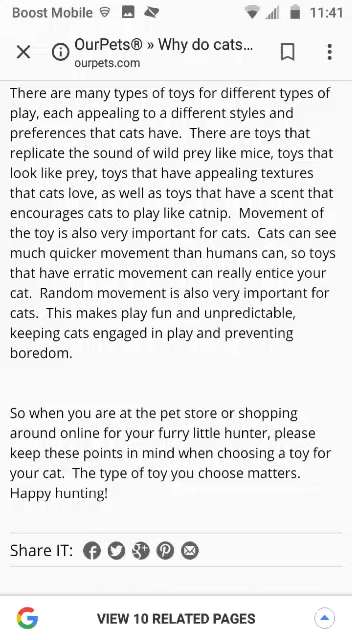 Boost Mobile 11:41
OurPets® » Why do cats...
ourpets.com
There are many types of toys for different types of
play, each appealing to a different styles and
preferences that cats have.  There are toys that
replicate the sound of wild prey like mice, toys that
look like prey, toys that have appealing textures
that cats love, as well as toys that have a scent that
encourages cats to play like catnip.  Movement of
the toy is also very important for cats.  Cats can see
much quicker movement than humans can, so toys
that have erratic movement can really entice your
cat.  Random movement is also very important for
cats.  This makes play fun and unpredictable,
keeping cats engaged in play and preventing
boredom.
So when you are at the pet store or shopping
around online for your furry little hunter, please
keep these points in mind when choosing a toy for
your cat.  The type of toy you choose matters.
Happy hunting!
Share IT:
VIEW 10 RELATED PAGES